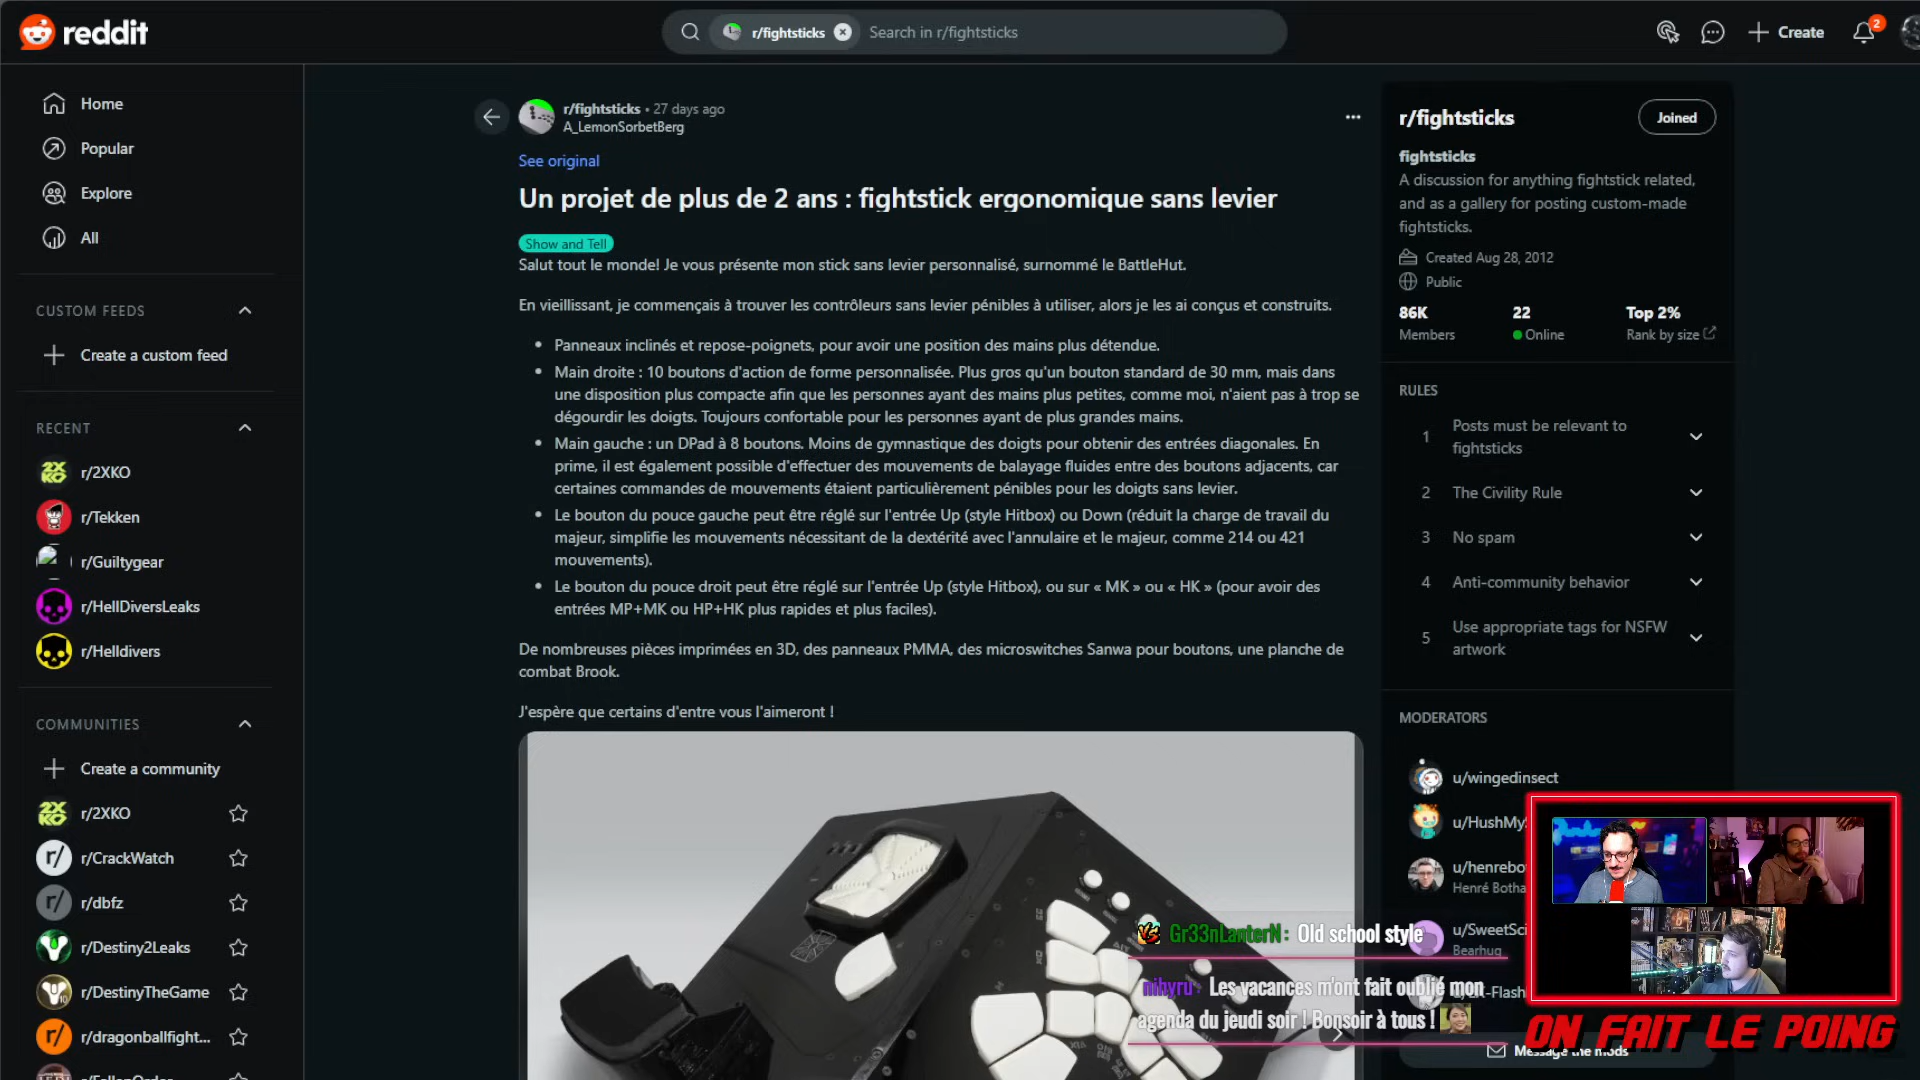 reddit
r/fightsticks
Search in r/fightsticks
Create
2
Home
Popular
Explore
All
CUSTOM FEEDS
Create a custom feed
RECENT
r/2XKO
r/Tekken
r/Guiltygear
r/HellDiversLeaks
r/Helldivers
COMMUNITIES
Create a community
r/2XKO
r/CrackWatch
r/dbfz
r/Destiny2Leaks
r/DestinyTheGame
r/dragonballfight...
r/fightsticks • 27 days ago
A_LemonSorbetBerg
See original
Un projet de plus de 2 ans : fightstick ergonomique sans levier
Show and Tell
Salut tout le monde! Je vous présente mon stick sans levier personnalisé, surnommé le BattleHut.
En vieillissant, je commençais à trouver les contrôleurs sans levier pénibles à utiliser, alors je les ai conçus et construits.
• Panneaux inclinés et repose-poignets, pour avoir une position des mains plus détendue.
• Main droite : 10 boutons d'action de forme personnalisée. Plus gros qu'un bouton standard de 30 mm, mais dans
une disposition plus compacte afin que les personnes ayant des mains plus petites, comme moi, n'aient pas à trop se
dégourdir les doigts. Toujours confortable pour les personnes ayant de plus grandes mains.
• Main gauche : un DPad à 8 boutons. Moins de gymnastique des doigts pour obtenir des entrées diagonales. En
prime, il est également possible d'effectuer des mouvements de balayage fluides entre des boutons adjacents, car
certaines commandes de mouvements étaient particulièrement pénibles pour les doigts sans levier.
• Le bouton du pouce gauche peut être réglé sur l'entrée Up (style Hitbox) ou Down (réduit la charge de travail du
majeur, simplifie les mouvements nécessitant de la dextérité avec l'annulaire et le majeur, comme 214 ou 421
mouvements).
• Le bouton du pouce droit peut être réglé sur l'entrée Up (style Hitbox), ou sur « MK » ou « HK » (pour avoir des
entrées MP+MK ou HP+HK plus rapides et plus faciles).
De nombreuses pièces imprimées en 3D, des panneaux PMMA, des microswitches Sanwa pour boutons, une planche de
combat Brook.
J'espère que certains d'entre vous l'aimeront !
r/fightsticks
Joined
fightsticks
A discussion for anything fightstick related,
and as a gallery for posting custom-made
fightsticks.
Created Aug 28, 2012
Public
86K
22
Top 2%
Members
Online
Rank by size
RULES
1 Posts must be relevant to
fightsticks
2 The Civility Rule
3 No spam
4 Anti-community behavior
5 Use appropriate tags for NSFW
artwork
MODERATORS
u/wingedinsect
u/HushMy
u/henrebot
Henré Botha
u/SweetSci
Bearhug
-Flash
Message the mods
Gr33nLanterN: Old school style
nihyru: Les vacances m'ont fait oublié mon
agenda du jeudi soir ! Bonsoir à tous !
ON FAIT LE POING